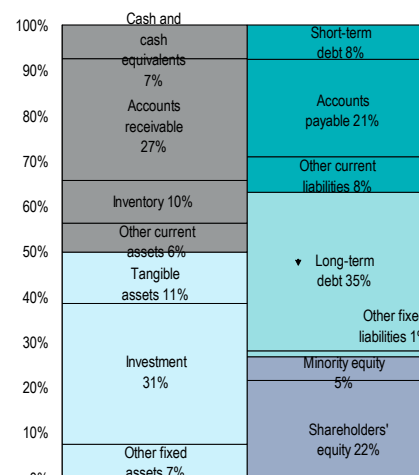 100%
90%
80%
70%
60%
50%
40%
30%
20%
10%
0%
Cash and
cash
equivalents
7%
Accounts
receivable
27%
Inventory 10%
Other current
assets 6%
Tangible
assets 11%
Investment
31%
Other fixed
assets 7%
Short-term
debt 8%
Accounts
payable 21%
Other current
liabilities 8%
Long-term
debt 35%
Other fixe
liabilities 1%
Minority equity
5%
Shareholders'
equity 22%